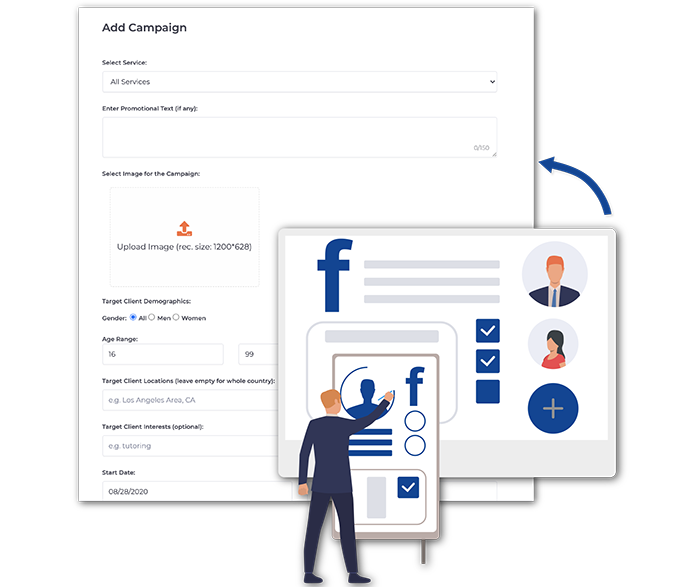 Add Campaign
Select Service:
All Services
Enter Promotional Text (if any):
0/150
Select Image for the Campaign:
Upload Image (rec. size: 1200*628)
Target Client Demographics:
Gender: All Men Women
Age Range:
16 99
Target Client Locations (leave empty for whole country):
e.g. Los Angeles Area, CA
Target Client Interests (optional):
e.g. tutoring
Start Date:
08/28/2020
f
f